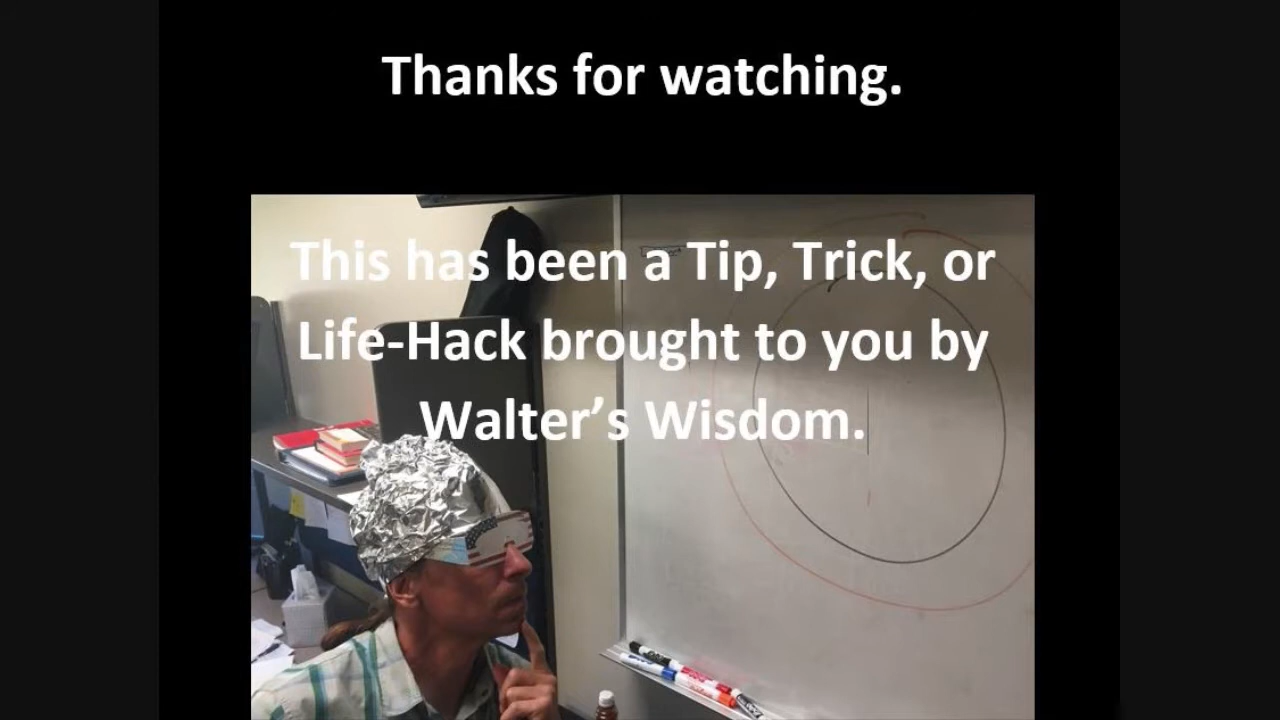 Thanks for watching.
This has been a Tip, Trick, or
Life-Hack brought to you by
Walter’s Wisdom.